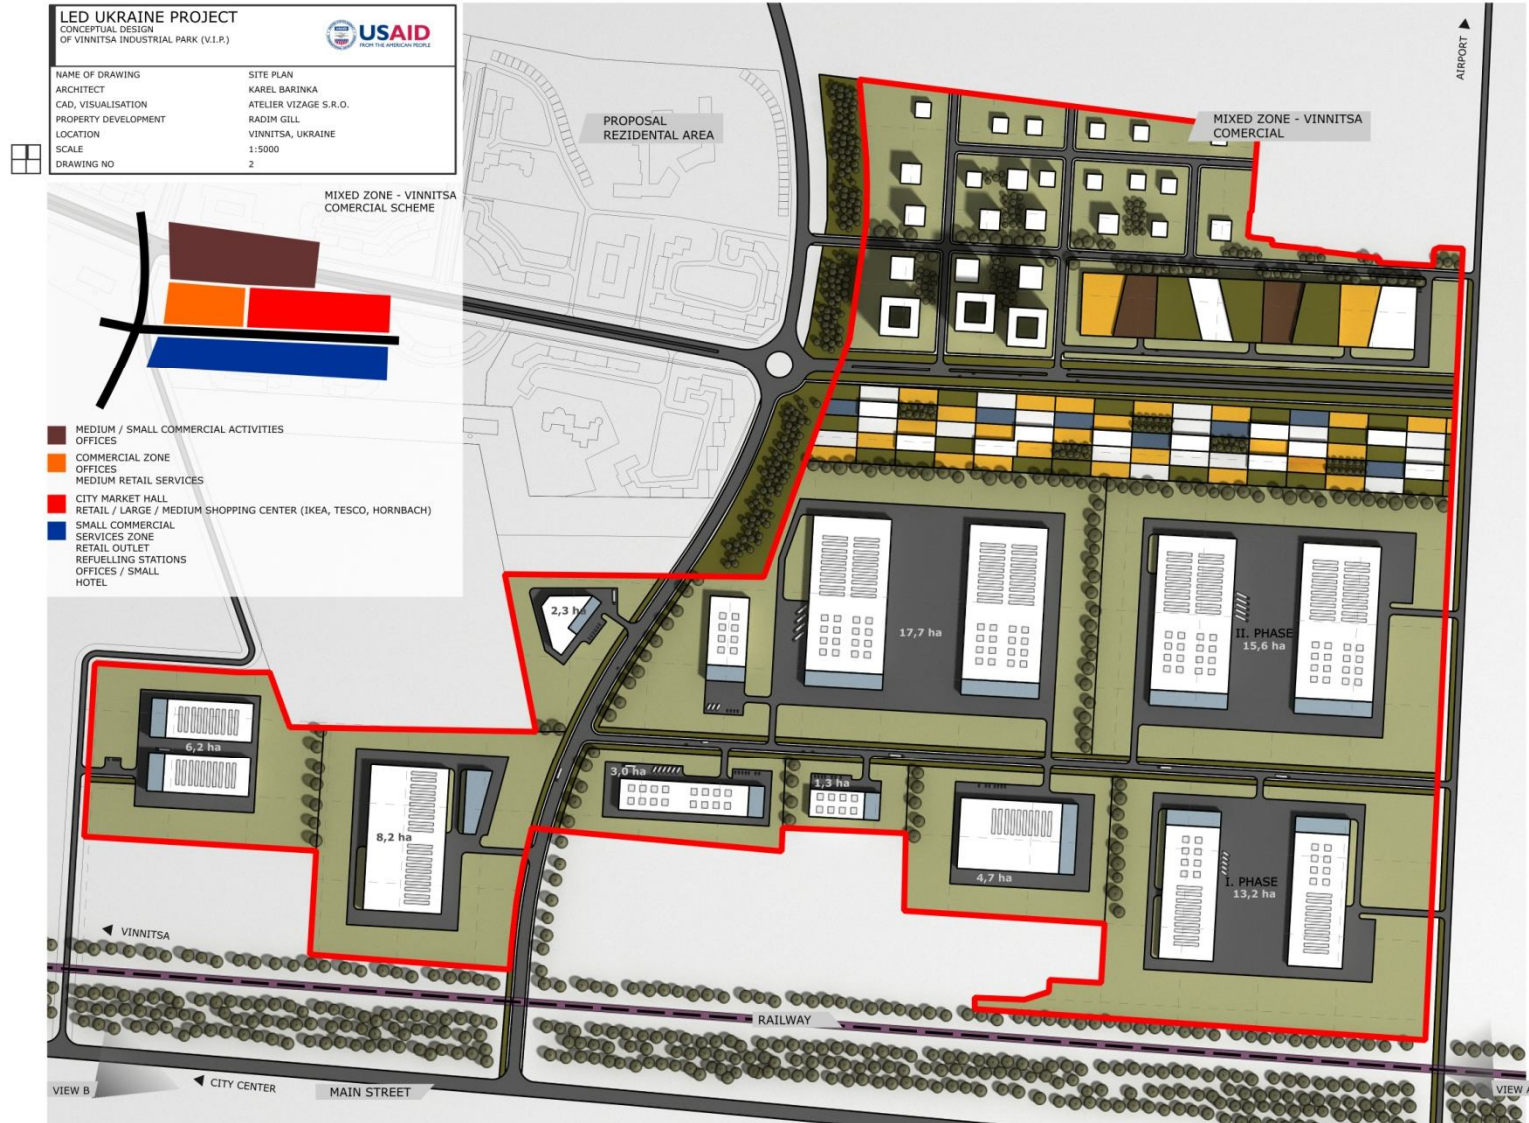 LED UKRAINE PROJECT
CONCEPTUAL DESIGN
OF VINNITSA INDUSTRIAL PARK (V.I.P.)
USAID
FROM THE AMERICAN PEOPLE
NAME OF DRAWING SITE PLAN
ARCHITECT KAREL BARINKA
CAD, VISUALISATION ATELIER VIZAGE S.R.O.
PROPERTY DEVELOPMENT RADIM GILL
LOCATION VINNITSA, UKRAINE
SCALE 1:5000
DRAWING NO 2
AIRPORT
PROPOSAL
REZIDENTAL AREA
MIXED ZONE - VINNITSA
COMERCIAL
MIXED ZONE - VINNITSA
COMERCIAL SCHEME
MEDIUM / SMALL COMMERCIAL ACTIVITIES
OFFICES
COMMERCIAL ZONE
OFFICES
MEDIUM RETAIL SERVICES
CITY MARKET HALL
RETAIL / LARGE / MEDIUM SHOPPING CENTER (IKEA, TESCO, HORNBACH)
SMALL COMMERCIAL
SERVICES ZONE
RETAIL OUTLET
REFUELLING STATIONS
OFFICES / SMALL
HOTEL
2,3 ha
17,7 ha
II. PHASE
15,6 ha
6,2 ha
3,0 ha
1,3 ha
8,2 ha
4,7 ha
I. PHASE
13,2 ha
VINNITSA
RAILWAY
VIEW B
CITY CENTER
MAIN STREET
VIEW A